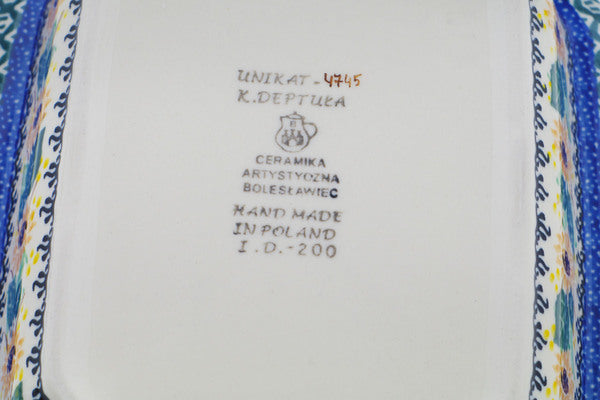 UNIKAT - 4745
K. DEPTUŁA
B
CERAMIKA
ARTYSTYCZNA
BOLESŁAWIEC
HAND MADE
IN POLAND
I.D.-200